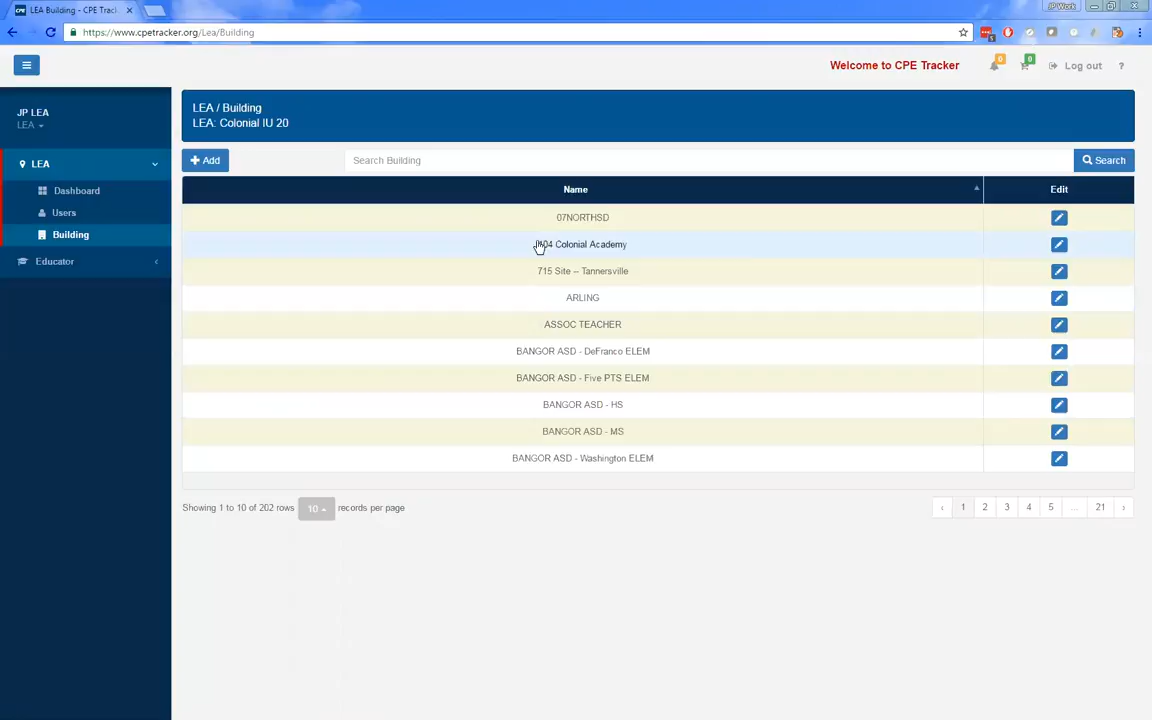 LEA Building - CPE Track
JP Work
https://www.cpetracker.org/Lea/Building
Welcome to CPE Tracker
0
0
Log out
?
JP LEA
LEA
LEA
Dashboard
Users
Building
Educator
LEA / Building
LEA: Colonial IU 20
+ Add
Search Building
Search
Name
Edit
07NORTHSD
Colonial Academy
715 Site -- Tannersville
ARLING
ASSOC TEACHER
BANGOR ASD - DeFranco ELEM
BANGOR ASD - Five PTS ELEM
BANGOR ASD - HS
BANGOR ASD - MS
BANGOR ASD - Washington ELEM
Showing 1 to 10 of 202 rows 10 records per page
‹ 1 2 3 4 5 ... 21 ›